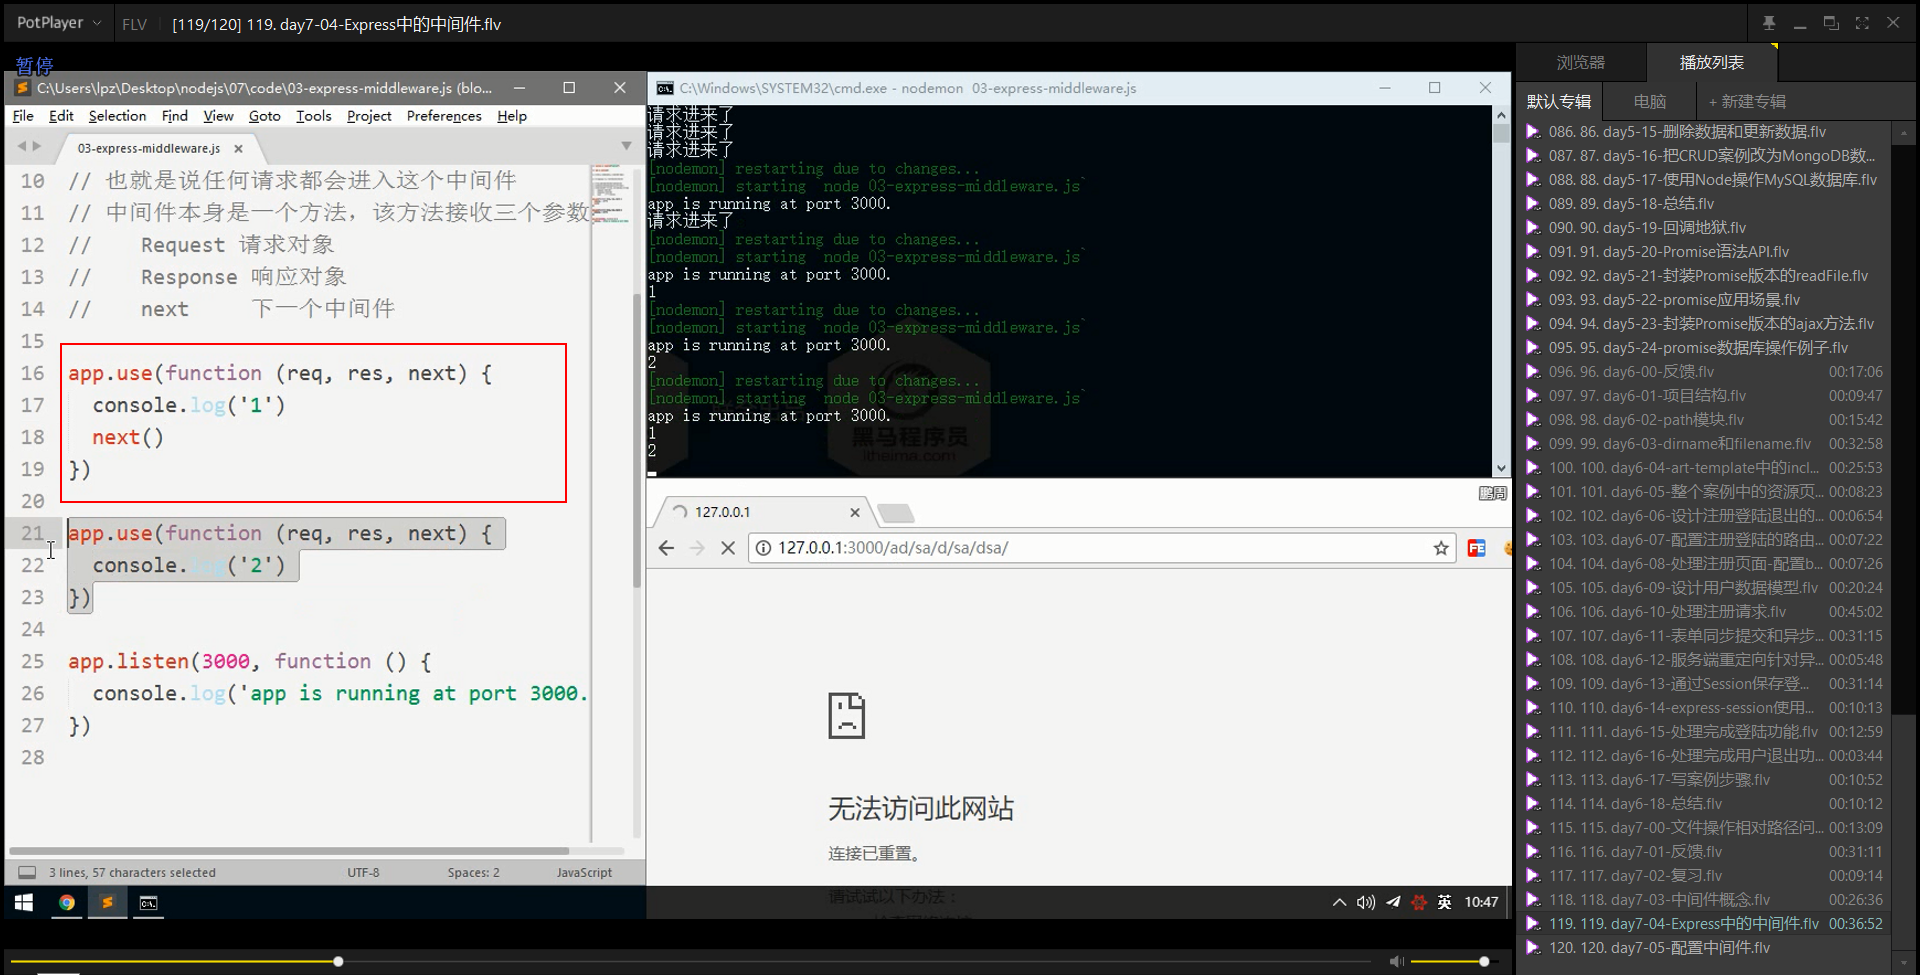 PotPlayer
FLV
[119/120] 119. day7-04-Express中的中间件.flv
暂停
C:\Users\lpz\Desktop\nodejs\07\code\03-express-middleware.js (blo...
File Edit Selection Find View Goto Tools Project Preferences Help
03-express-middleware.js
10 // 也就是说任何请求都会进入这个中间件
11 // 中间件本身是一个方法，该方法接收三个参数
12 // Request 请求对象
13 // Response 响应对象
14 // next 下一个中间件
15
16 app.use(function (req, res, next) {
17 console.log('1')
18 next()
19 })
20
21 app.use(function (req, res, next) {
22 console.log('2')
23 })
24
25 app.listen(3000, function () {
26 console.log('app is running at port 3000.
27 })
28
3 lines, 57 characters selected
UTF-8
Spaces: 2
JavaScript
C:\Windows\SYSTEM32\cmd.exe - nodemon 03-express-middleware.js
请求进来了
请求进来了
请求进来了
[nodemon] restarting due to changes...
[nodemon] starting `node 03-express-middleware.js`
app is running at port 3000.
请求进来了
[nodemon] restarting due to changes...
[nodemon] starting `node 03-express-middleware.js`
app is running at port 3000.
1
[nodemon] restarting due to changes...
[nodemon] starting `node 03-express-middleware.js`
app is running at port 3000.
2
[nodemon] restarting due to changes...
[nodemon] starting `node 03-express-middleware.js`
app is running at port 3000.
1
2
黑马程序员
itheima.com
鹏周
127.0.0.1
127.0.0.1:3000/ad/sa/d/sa/dsa/
FE
无法访问此网站
连接已重置。
请试试以下办法：
英
10:47
浏览器
播放列表
默认专辑
电脑
+ 新建专辑
086. 86. day5-15-删除数据和更新数据.flv
087. 87. day5-16-把CRUD案例改为MongoDB数...
088. 88. day5-17-使用Node操作MySQL数据库.flv
089. 89. day5-18-总结.flv
090. 90. day5-19-回调地狱.flv
091. 91. day5-20-Promise语法API.flv
092. 92. day5-21-封装Promise版本的readFile.flv
093. 93. day5-22-promise应用场景.flv
094. 94. day5-23-封装Promise版本的ajax方法.flv
095. 95. day5-24-promise数据库操作例子.flv
096. 96. day6-00-反馈.flv 00:17:06
097. 97. day6-01-项目结构.flv 00:09:47
098. 98. day6-02-path模块.flv 00:15:42
099. 99. day6-03-dirname和filename.flv 00:32:58
100. 100. day6-04-art-template中的incl... 00:25:53
101. 101. day6-05-整个案例中的资源页... 00:08:23
102. 102. day6-06-设计注册登陆退出的... 00:06:54
103. 103. day6-07-配置注册登陆的路由... 00:07:22
104. 104. day6-08-处理注册页面-配置b... 00:07:26
105. 105. day6-09-设计用户数据模型.flv 00:20:24
106. 106. day6-10-处理注册请求.flv 00:45:02
107. 107. day6-11-表单同步提交和异步... 00:31:15
108. 108. day6-12-服务端重定向针对异... 00:05:48
109. 109. day6-13-通过Session保存登... 00:31:14
110. 110. day6-14-express-session使用... 00:10:13
111. 111. day6-15-处理完成登陆功能.flv 00:12:59
112. 112. day6-16-处理完成用户退出功... 00:03:44
113. 113. day6-17-写案例步骤.flv 00:10:52
114. 114. day6-18-总结.flv 00:10:12
115. 115. day7-00-文件操作相对路径问... 00:13:09
116. 116. day7-01-反馈.flv 00:31:11
117. 117. day7-02-复习.flv 00:09:14
118. 118. day7-03-中间件概念.flv 00:26:36
119. 119. day7-04-Express中的中间件.flv 00:36:52
120. 120. day7-05-配置中间件.flv